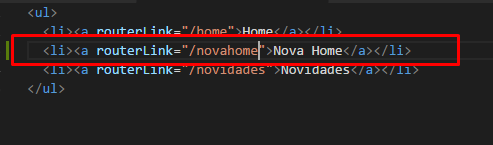 <ul>
<li><a routerLink="/home">Home</a></li>
<li><a routerLink="/novahome">Nova Home</a></li>
<li><a routerLink="/novidades">Novidades</a></li>
</ul>